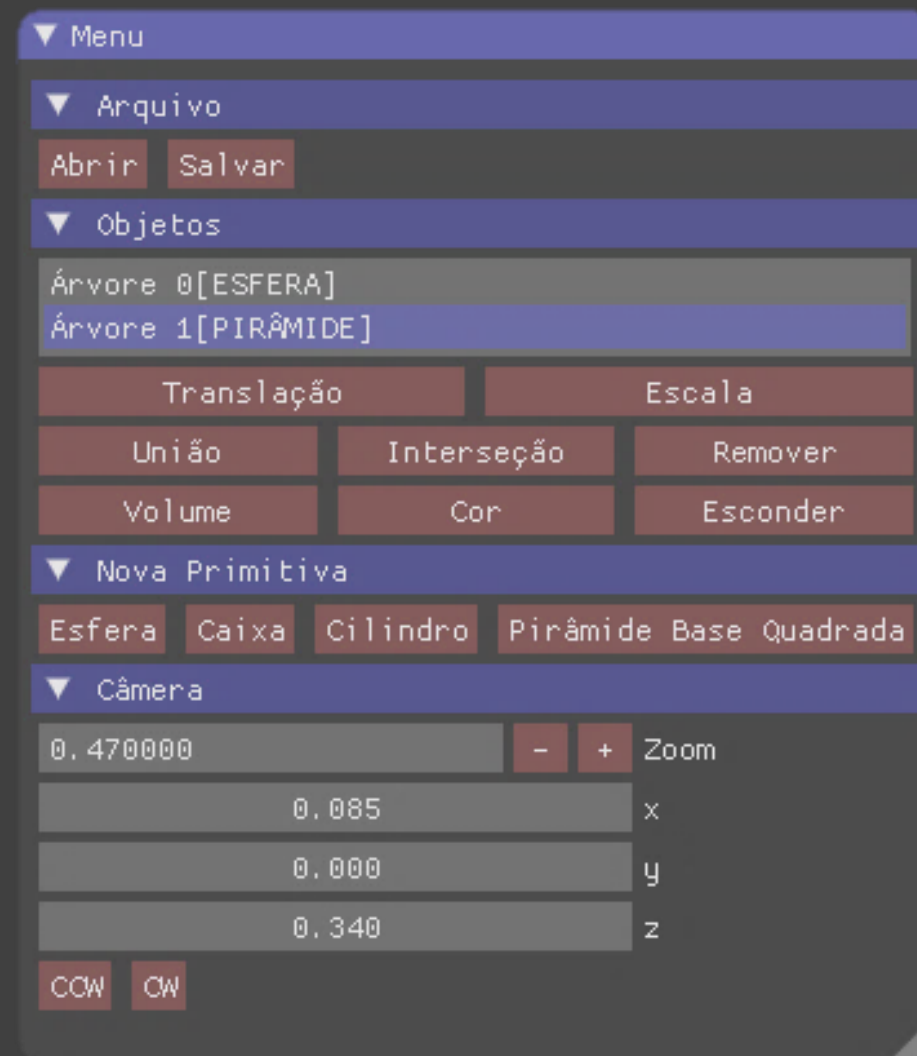 Menu
Arquivo
Abrir Salvar
Objetos
Árvore 0[ESFERA]
Árvore 1[PIRÂMIDE]
Translação Escala
União Interseção Remover
Volume Cor Esconder
Nova Primitiva
Esfera Caixa Cilindro Pirâmide Base Quadrada
Câmera
0.470000 - + Zoom
0.085 x
0.000 y
0.340 z
CCW CW